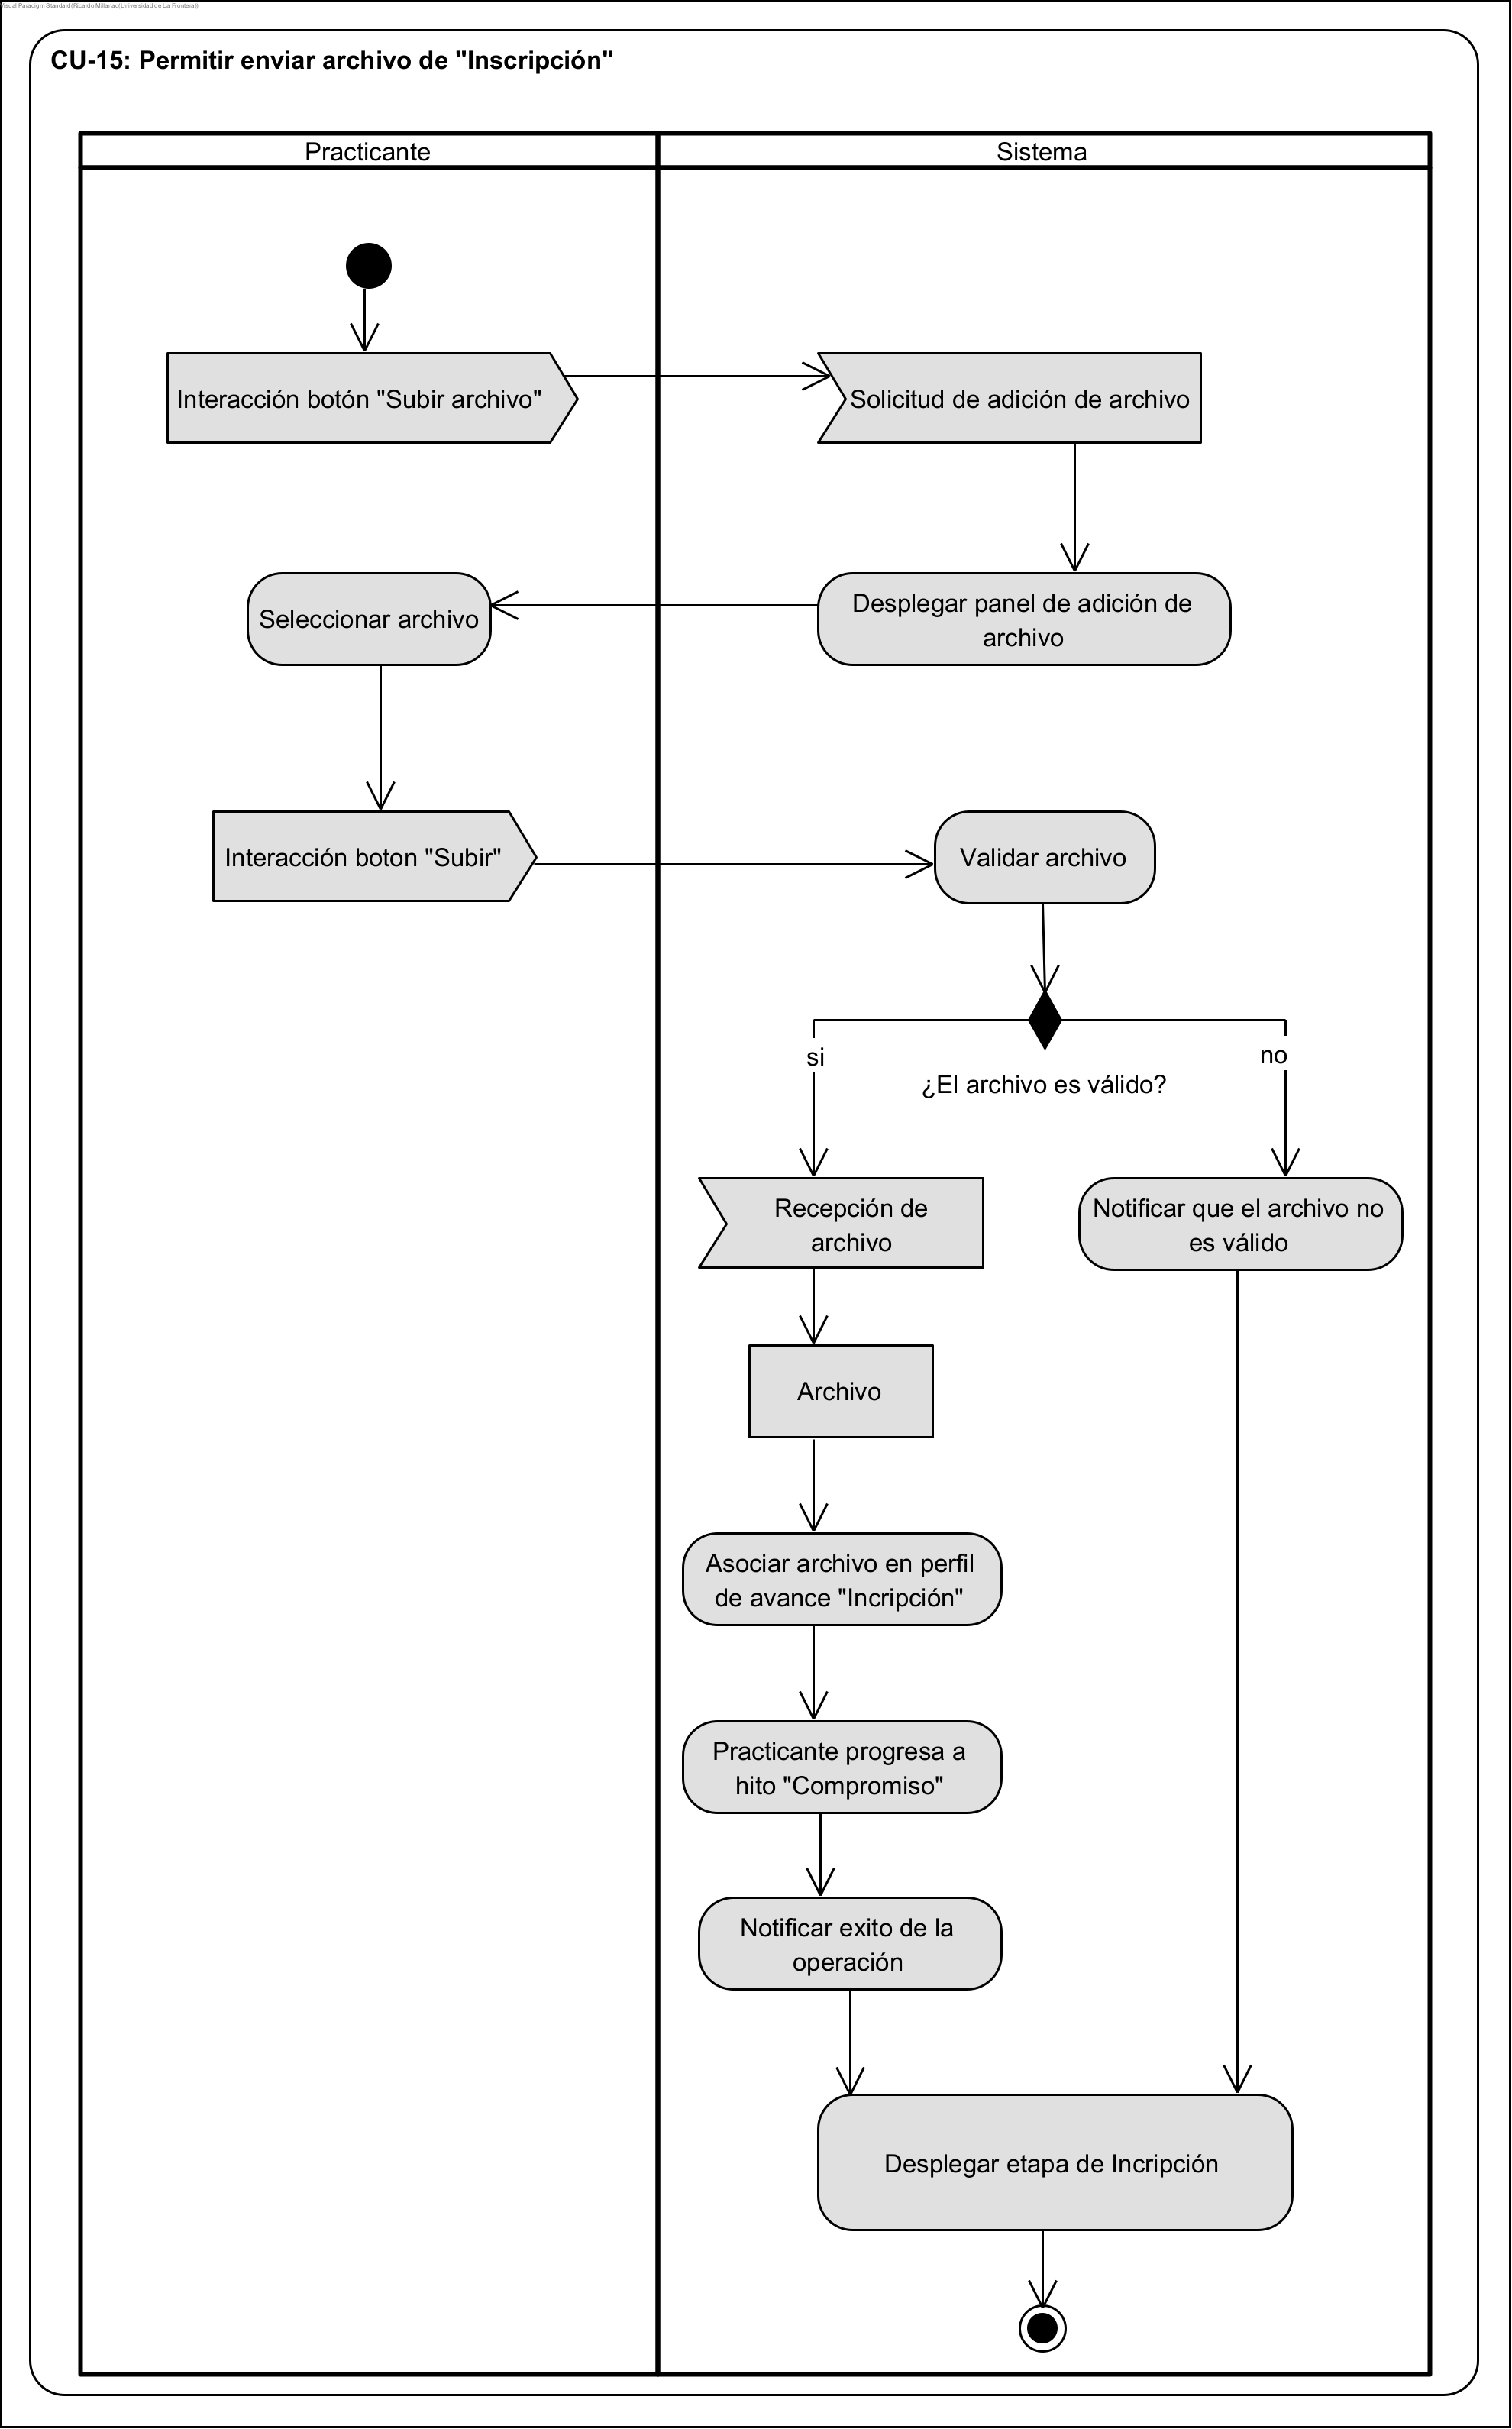 Visual Paradigm Standard(Ricardo Millanao(Universidad de La Frontera))
CU-15: Permitir enviar archivo de "Inscripción"
Practicante
Sistema
Interacción botón "Subir archivo"
Solicitud de adición de archivo
Seleccionar archivo
Desplegar panel de adición de
archivo
Interacción boton "Subir"
Validar archivo
si
no
¿El archivo es válido?
Recepción de
archivo
Notificar que el archivo no
es válido
Archivo
Asociar archivo en perfil
de avance "Incripción"
Practicante progresa a
hito "Compromiso"
Notificar exito de la
operación
Desplegar etapa de Incripción